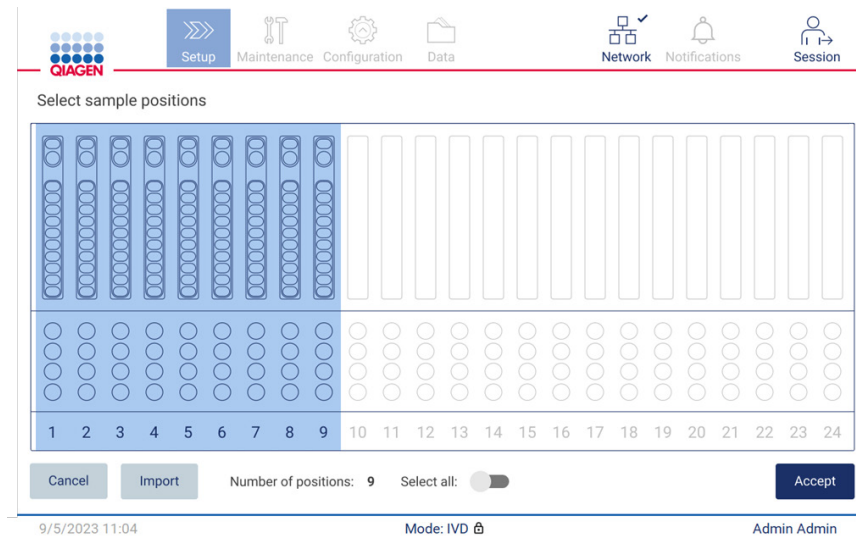 QIAGEN
Setup Maintenance Configuration Data Network Notifications Session
Select sample positions
1 2 3 4 5 6 7 8 9 10 11 12 13 14 15 16 17 18 19 20 21 22 23 24
Cancel Import Number of positions: 9 Select all: Accept
9/5/2023 11:04 Mode: IVD Admin Admin